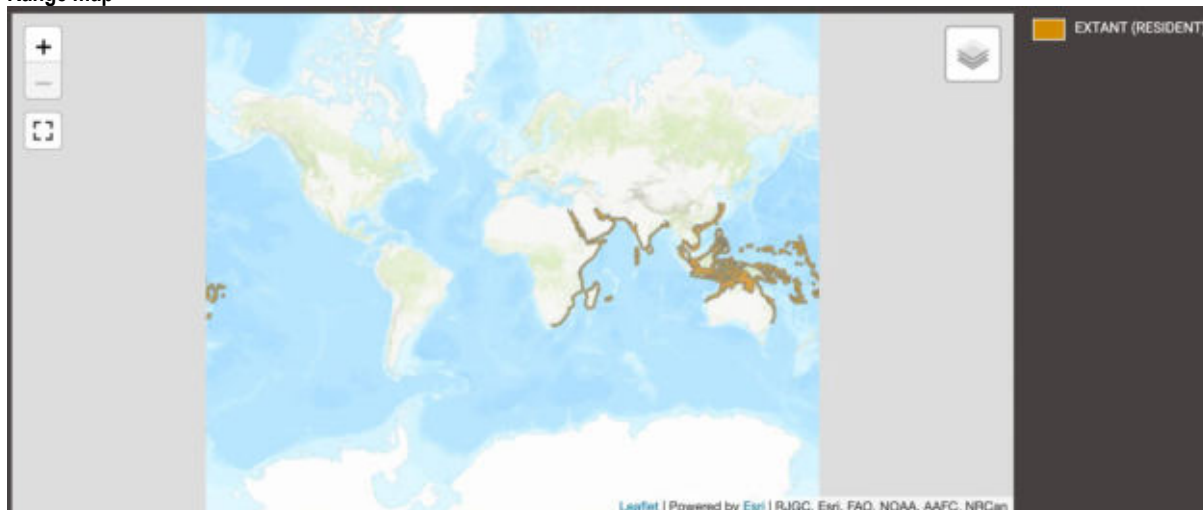 Range Map
+
−
EXTANT (RESIDENT)
Leaflet | Powered by Esri | RJGC, Esri, FAO, NOAA, AAFC, NRCan